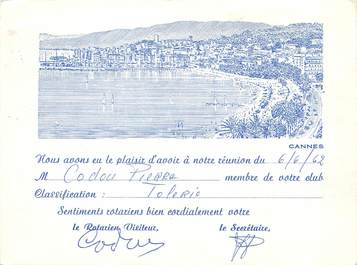 CANNES
Nous avons eu le plaisir d'avoir à notre réunion du 6/6/62
M Codou Pierre membre de votre club
Classification : Tolerie
Sentiments rotariens bien cordialement votre
le Rotarien Visiteur, le Secrétaire,
Codou